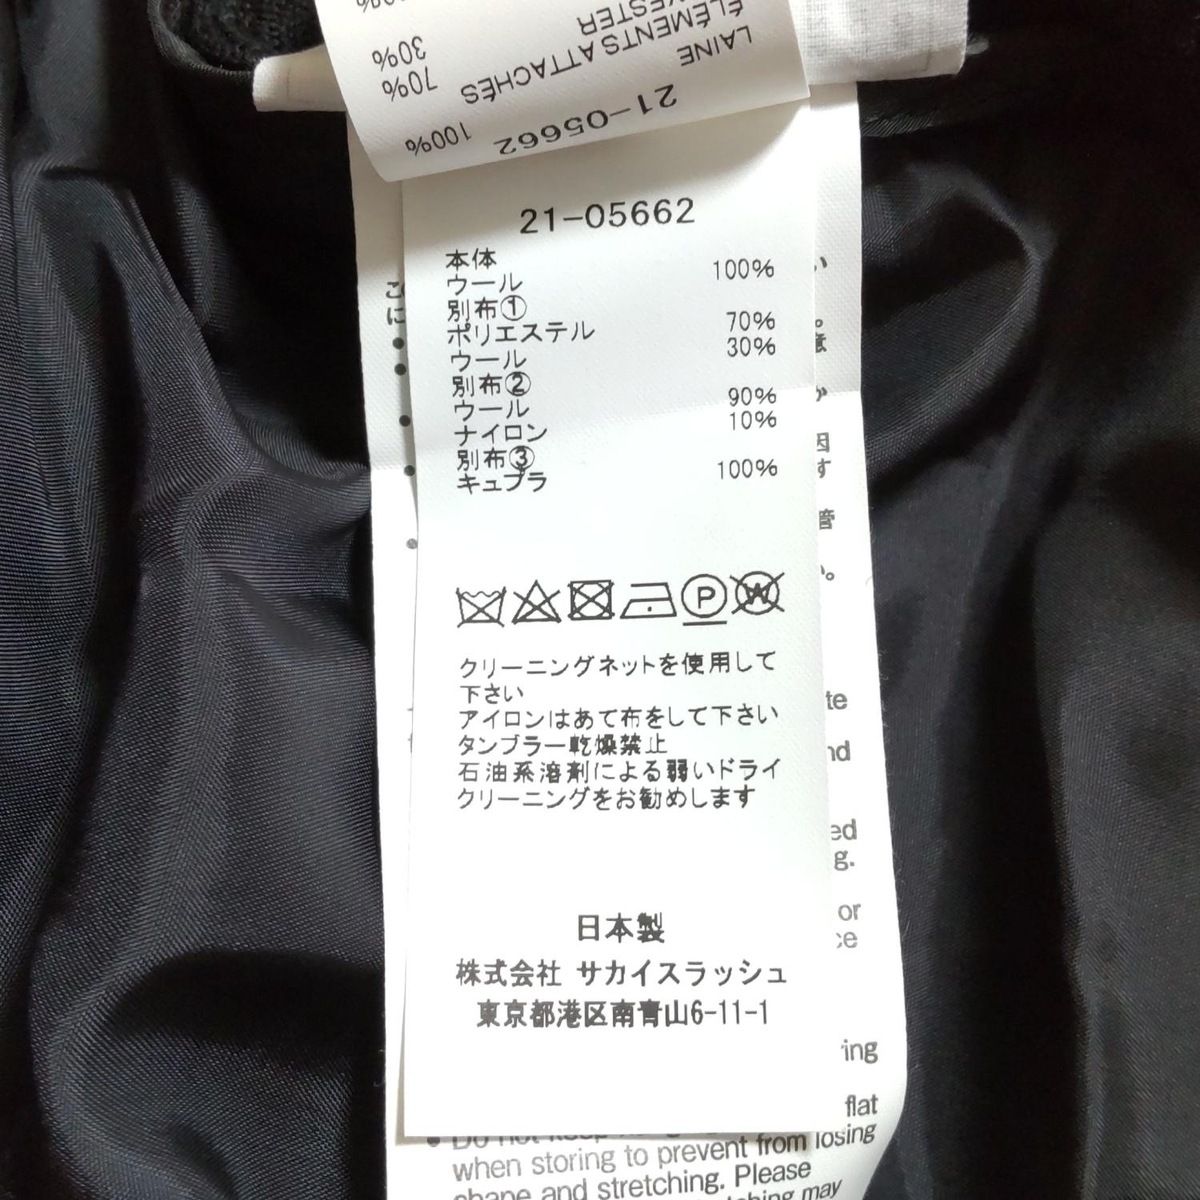 30%
70%
100%
LAINE
ÉLÉMENTS ATTACHÉS
21-05662
21-05662
本体
ウール 100%
別布①
ポリエステル 70%
ウール 30%
別布②
ウール 90%
ナイロン 10%
別布③
キュプラ 100%
P
W
クリーニングネットを使用して
下さい
アイロンはあて布をして下さい
タンブラー乾燥禁止
石油系溶剤による弱いドライ
クリーニングをお勧めします
日本製
株式会社 サカイスラッシュ
東京都港区南青山6-11-1
flat
when storing to prevent from losing
shape and stretching. Please
may